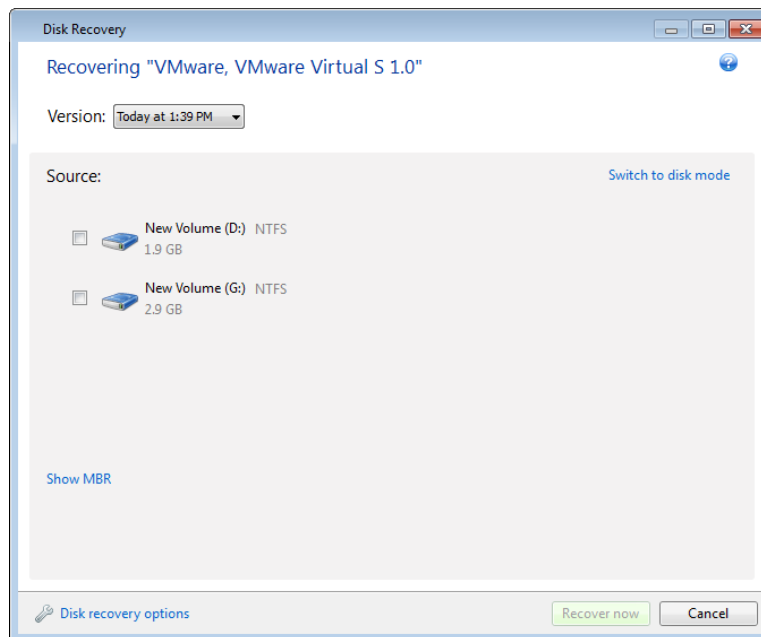 Disk Recovery
Recovering "VMware, VMware Virtual S 1.0"
Version: Today at 1:39 PM
Source: Switch to disk mode
New Volume (D:) NTFS
1.9 GB
New Volume (G:) NTFS
2.9 GB
Show MBR
Disk recovery options Recover now Cancel